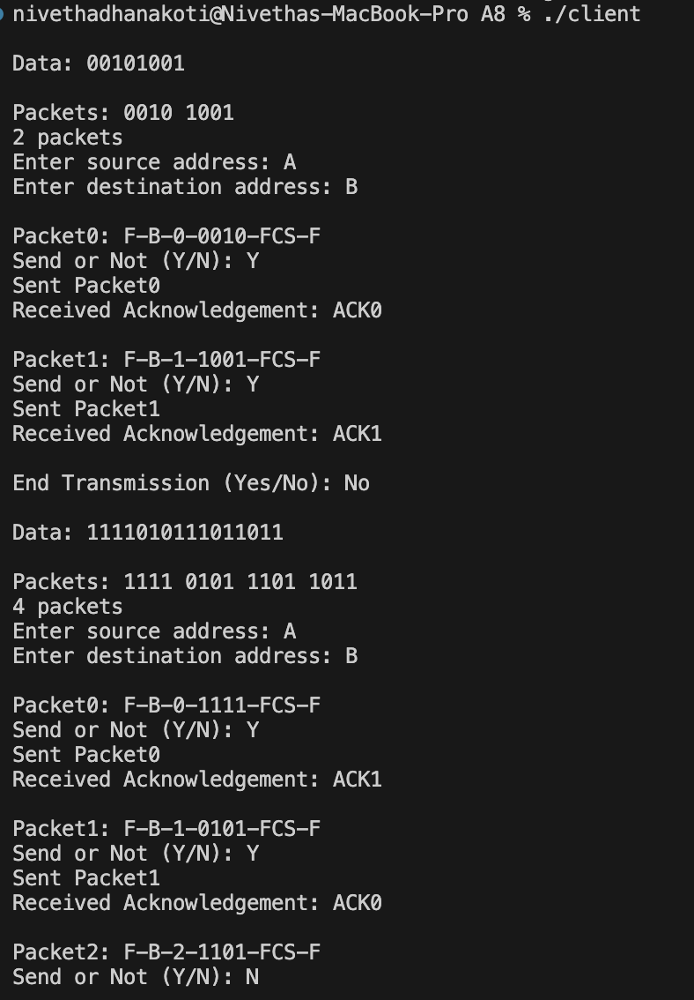 nivethadhanakoti@Nivethas-MacBook-Pro A8 % ./client
Data: 00101001
Packets: 0010 1001
2 packets
Enter source address: A
Enter destination address: B
Packet0: F-B-0-0010-FCS-F
Send or Not (Y/N): Y
Sent Packet0
Received Acknowledgement: ACK0
Packet1: F-B-1-1001-FCS-F
Send or Not (Y/N): Y
Sent Packet1
Received Acknowledgement: ACK1
End Transmission (Yes/No): No
Data: 1111010111011011
Packets: 1111 0101 1101 1011
4 packets
Enter source address: A
Enter destination address: B
Packet0: F-B-0-1111-FCS-F
Send or Not (Y/N): Y
Sent Packet0
Received Acknowledgement: ACK1
Packet1: F-B-1-0101-FCS-F
Send or Not (Y/N): Y
Sent Packet1
Received Acknowledgement: ACK0
Packet2: F-B-2-1101-FCS-F
Send or Not (Y/N): N